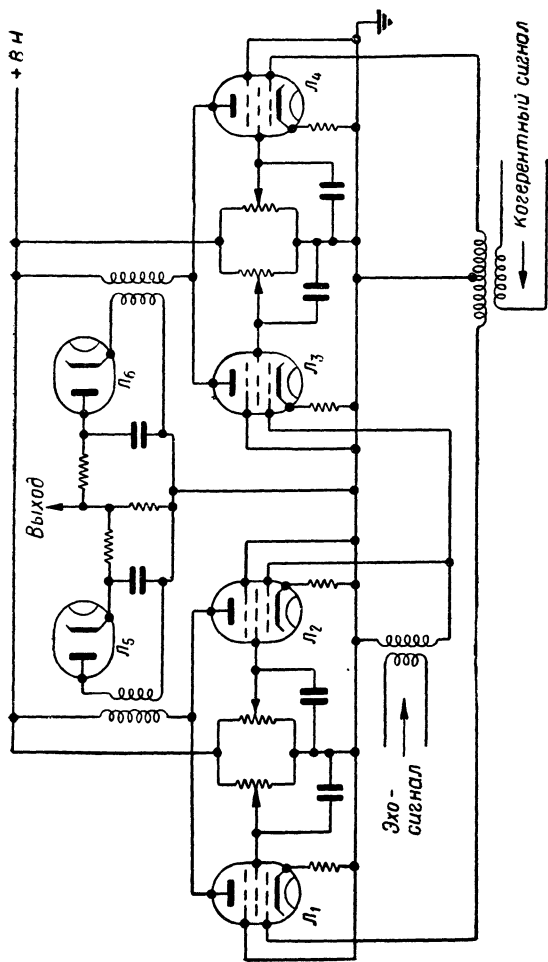 +ВН
Выход
Л5
Л6
Л1
Л2
Л3
Л4
Эхо-
сигнал
Когерентный сигнал